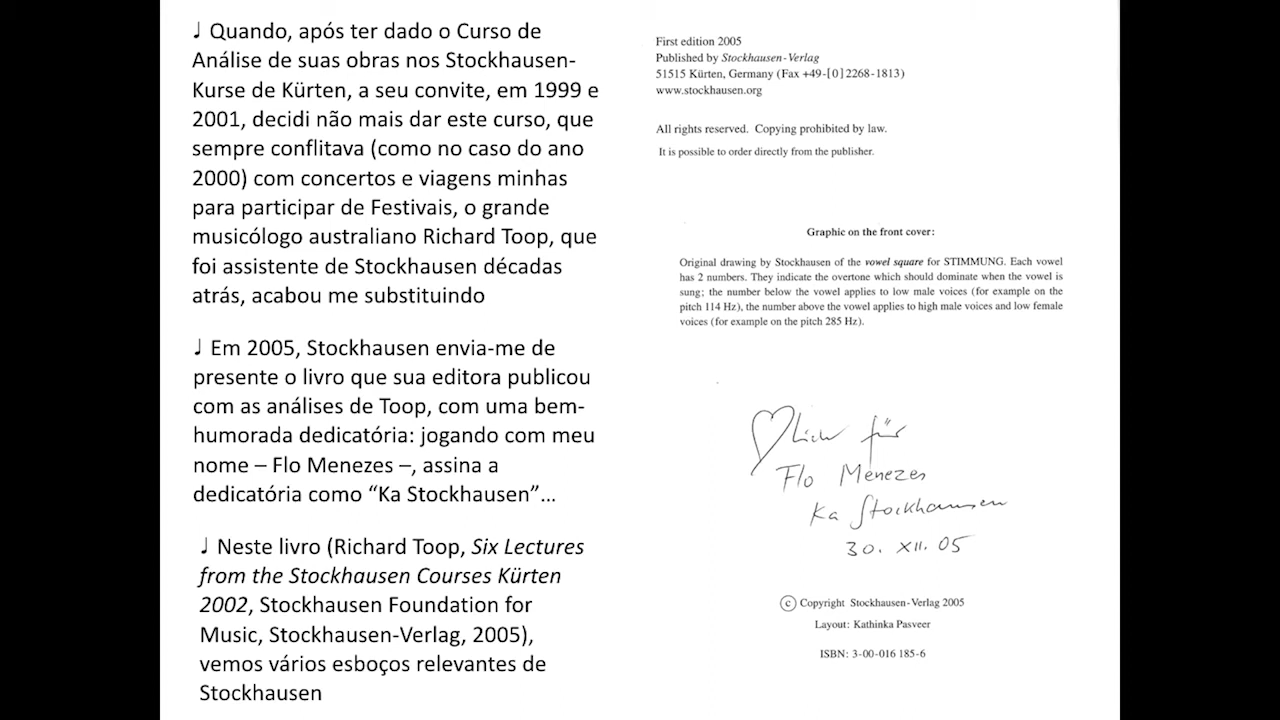 ♩ Quando, após ter dado o Curso de
Análise de suas obras nos Stockhausen-
Kurse de Kürten, a seu convite, em 1999 e
2001, decidi não mais dar este curso, que
sempre conflitava (como no caso do ano
2000) com concertos e viagens minhas
para participar de Festivais, o grande
musicólogo australiano Richard Toop, que
foi assistente de Stockhausen décadas
atrás, acabou me substituindo
♩ Em 2005, Stockhausen envia-me de
presente o livro que sua editora publicou
com as análises de Toop, com uma bem-
humorada dedicatória: jogando com meu
nome – Flo Menezes –, assina a
dedicatória como “Ka Stockhausen”...
♩ Neste livro (Richard Toop, Six Lectures
from the Stockhausen Courses Kürten
2002, Stockhausen Foundation for
Music, Stockhausen-Verlag, 2005),
vemos vários esboços relevantes de
Stockhausen
First edition 2005
Published by Stockhausen-Verlag
51515 Kürten, Germany (Fax +49-[0]2268-1813)
www.stockhausen.org
All rights reserved. Copying prohibited by law.
It is possible to order directly from the publisher.
Graphic on the front cover:
Original drawing by Stockhausen of the vowel square for STIMMUNG. Each vowel
has 2 numbers. They indicate the overtone which should dominate when the vowel is
sung; the number below the vowel applies to low male voices (for example on the
pitch 114 Hz), the number above the vowel applies to high male voices and low female
voices (for example on the pitch 285 Hz).
♡lich für
Flo Menezes
Ka Stockhausen
30. XII. 05
© Copyright Stockhausen-Verlag 2005
Layout: Kathinka Pasveer
ISBN: 3-00-016 185-6